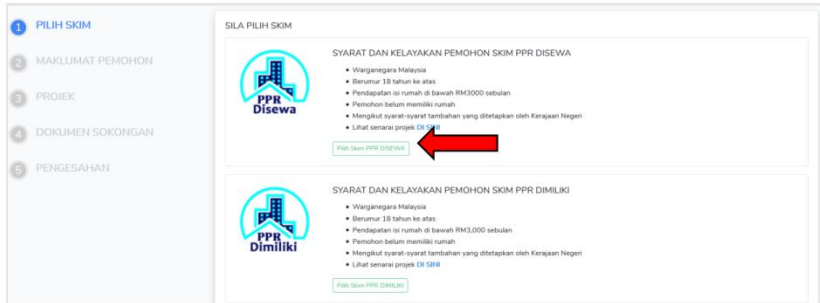 1 PILIH SKIM
2 MAKLUMAT PEMOHON
3 PROJEK
4 DOKUMEN SOKONGAN
5 PENGESAHAN
SILA PILIH SKIM
PPR
Disewa
SYARAT DAN KELAYAKAN PEMOHON SKIM PPR DISEWA
• Warganegara Malaysia
• Berumur 18 tahun ke atas
• Pendapatan isi rumah di bawah RM3000 sebulan
• Pemohon belum memiliki rumah
• Mengikut syarat-syarat tambahan yang ditetapkan oleh Kerajaan Negeri
• Lihat senarai projek DI SINI
Pilih Skim PPR DISEWA
PPR
Dimiliki
SYARAT DAN KELAYAKAN PEMOHON SKIM PPR DIMILIKI
• Warganegara Malaysia
• Berumur 18 tahun ke atas
• Pendapatan isi rumah di bawah RM3,000 sebulan
• Pemohon belum memiliki rumah
• Mengikut syarat-syarat tambahan yang ditetapkan oleh Kerajaan Negeri
• Lihat senarai projek DI SINI
Pilih Skim PPR DIMILIKI